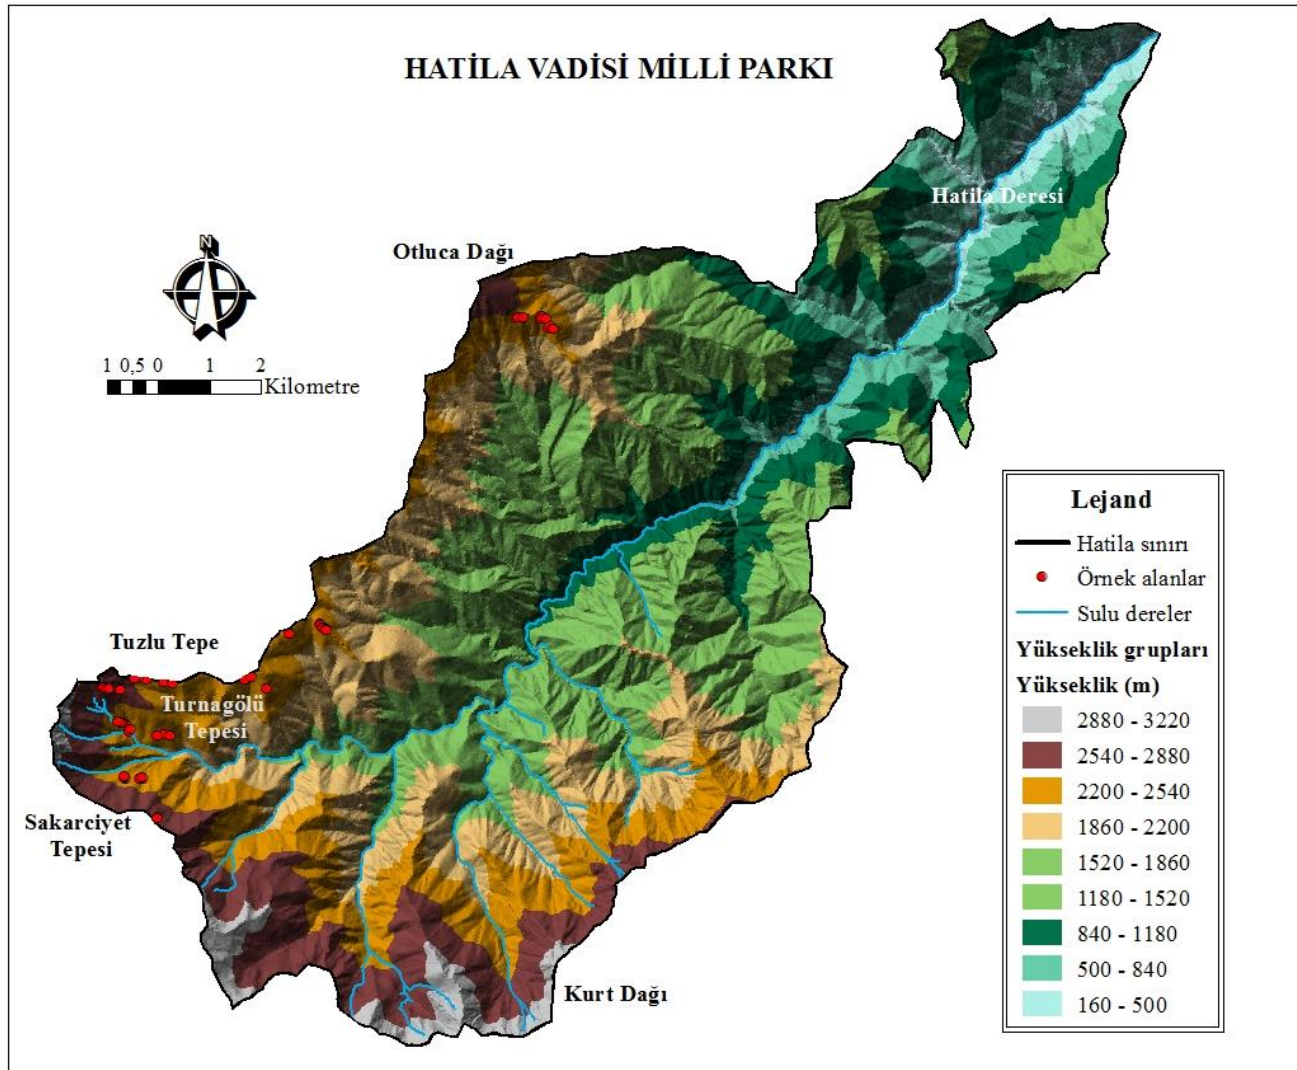 HATİLA VADİSİ MİLLİ PARKI
Hatila Deresi
Otluca Dağı
N
1 0,5 0 1 2
Kilometre
Tuzlu Tepe
Turnagölü
Tepesi
Sakarciyet
Tepesi
Kurt Dağı
Lejand
Hatila sınırı
Örnek alanlar
Sulu dereler
Yükseklik grupları
Yükseklik (m)
2880 - 3220
2540 - 2880
2200 - 2540
1860 - 2200
1520 - 1860
1180 - 1520
840 - 1180
500 - 840
160 - 500